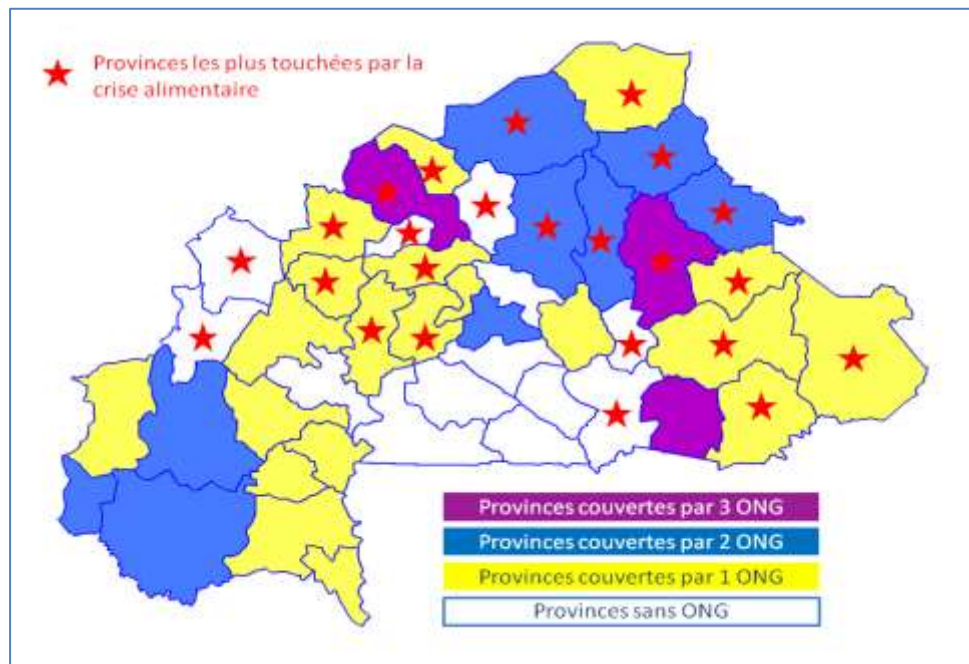 Provinces les plus touchées par la
crise alimentaire
Provinces couvertes par 3 ONG
Provinces couvertes par 2 ONG
Provinces couvertes par 1 ONG
Provinces sans ONG